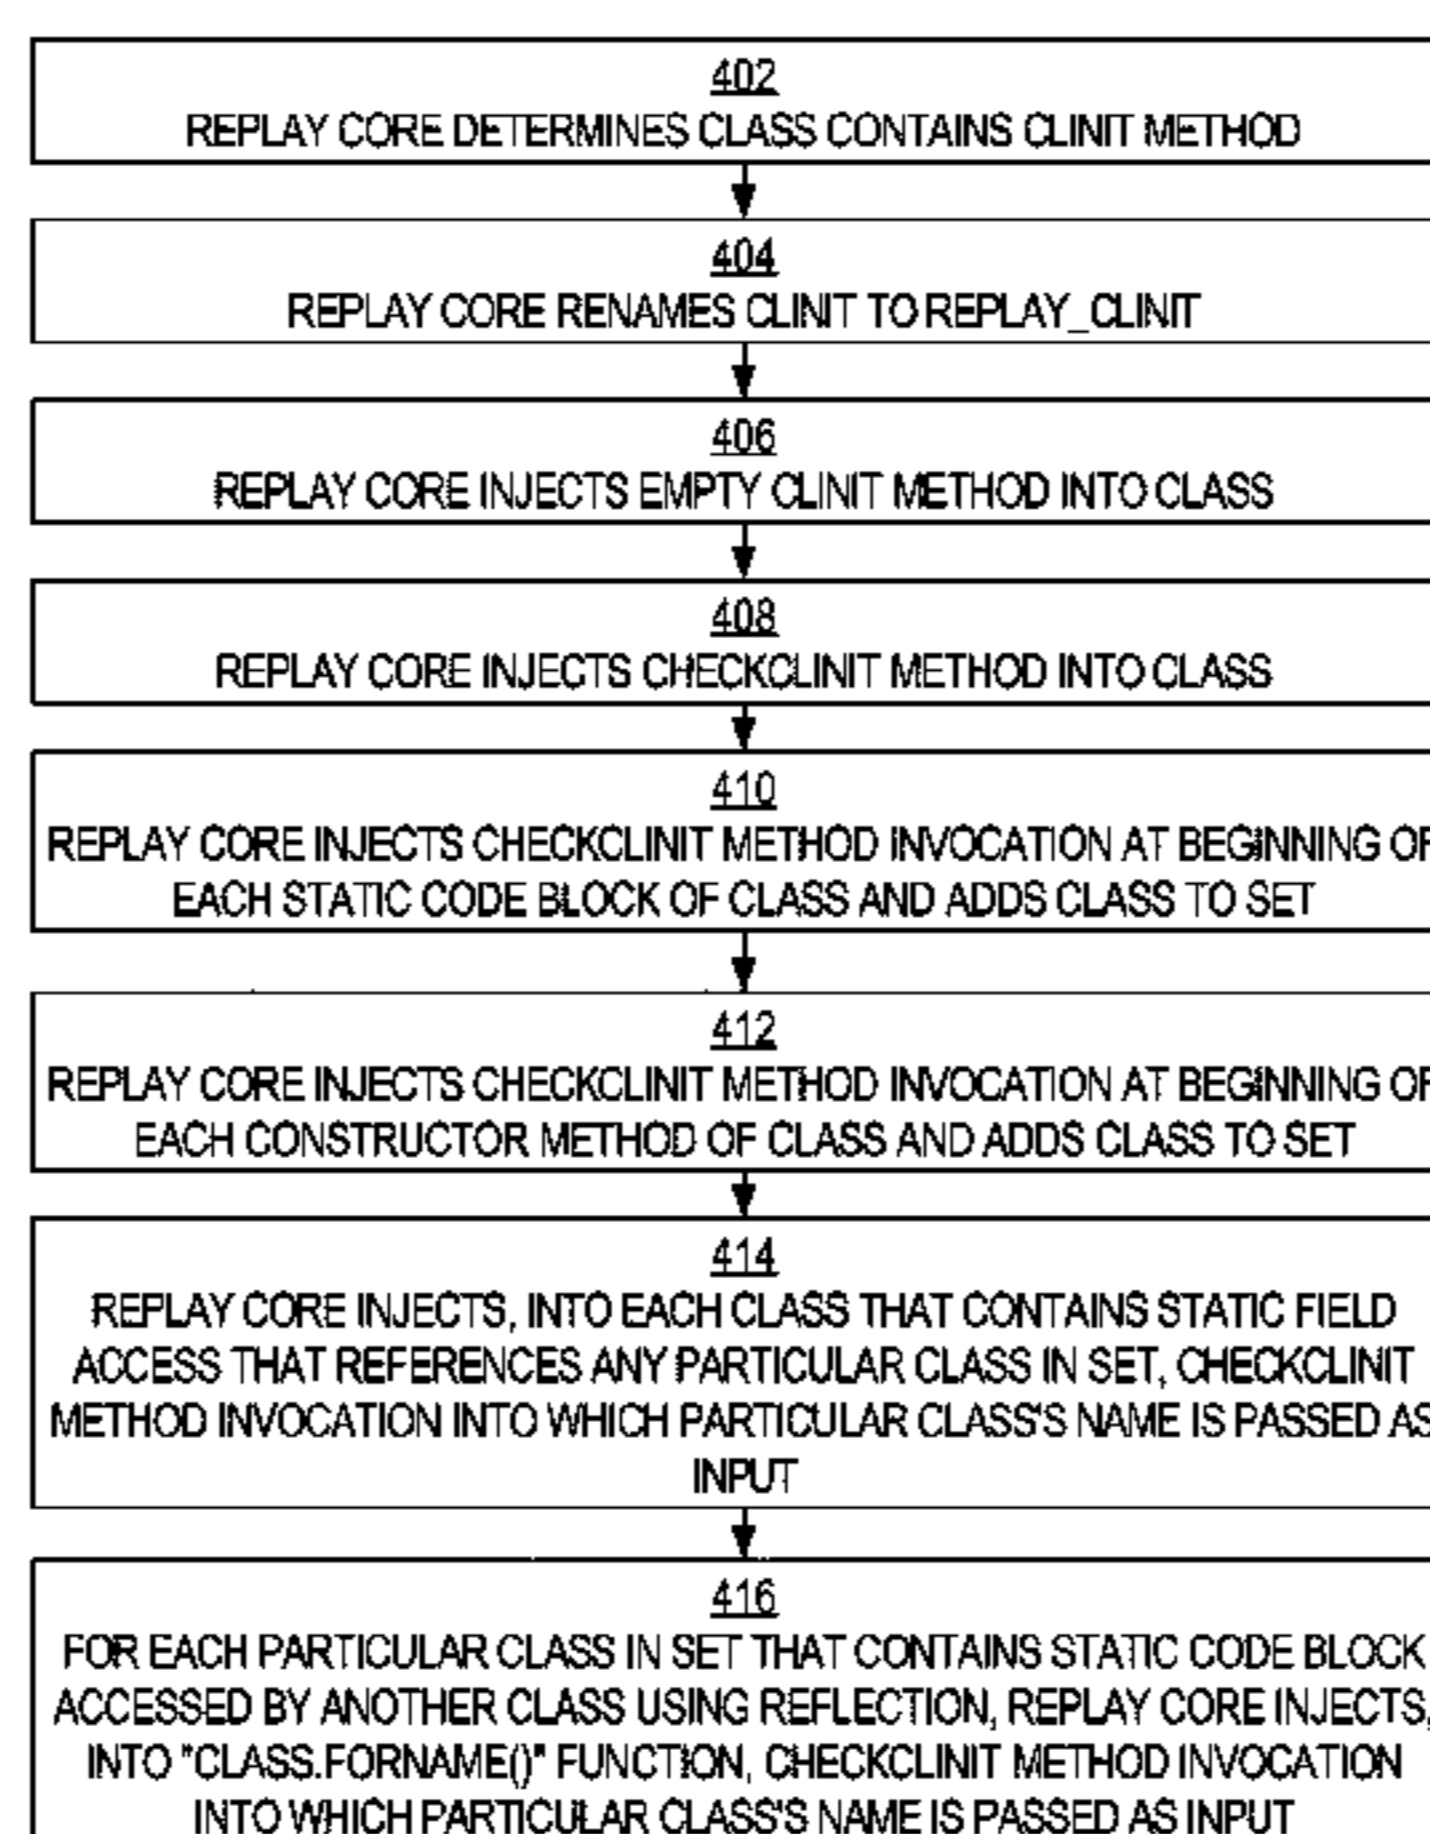 402
REPLAY CORE DETERMINES CLASS CONTAINS CLINIT METHOD
404
REPLAY CORE RENAMES CLINIT TO REPLAY_CLINIT
406
REPLAY CORE INJECTS EMPTY CLINIT METHOD INTO CLASS
408
REPLAY CORE INJECTS CHECKCLINIT METHOD INTO CLASS
410
REPLAY CORE INJECTS CHECKCLINIT METHOD INVOCATION AT BEGINNING OF
EACH STATIC CODE BLOCK OF CLASS AND ADDS CLASS TO SET
412
REPLAY CORE INJECTS CHECKCLINIT METHOD INVOCATION AT BEGINNING OF
EACH CONSTRUCTOR METHOD OF CLASS AND ADDS CLASS TO SET
414
REPLAY CORE INJECTS, INTO EACH CLASS THAT CONTAINS STATIC FIELD
ACCESS THAT REFERENCES ANY PARTICULAR CLASS IN SET, CHECKCLINIT
METHOD INVOCATION INTO WHICH PARTICULAR CLASS'S NAME IS PASSED AS
INPUT
416
FOR EACH PARTICULAR CLASS IN SET THAT CONTAINS STATIC CODE BLOCK
ACCESSED BY ANOTHER CLASS USING REFLECTION, REPLAY CORE INJECTS,
INTO "CLASS.FORNAME()" FUNCTION, CHECKCLINIT METHOD INVOCATION
INTO WHICH PARTICULAR CLASS'S NAME IS PASSED AS INPUT